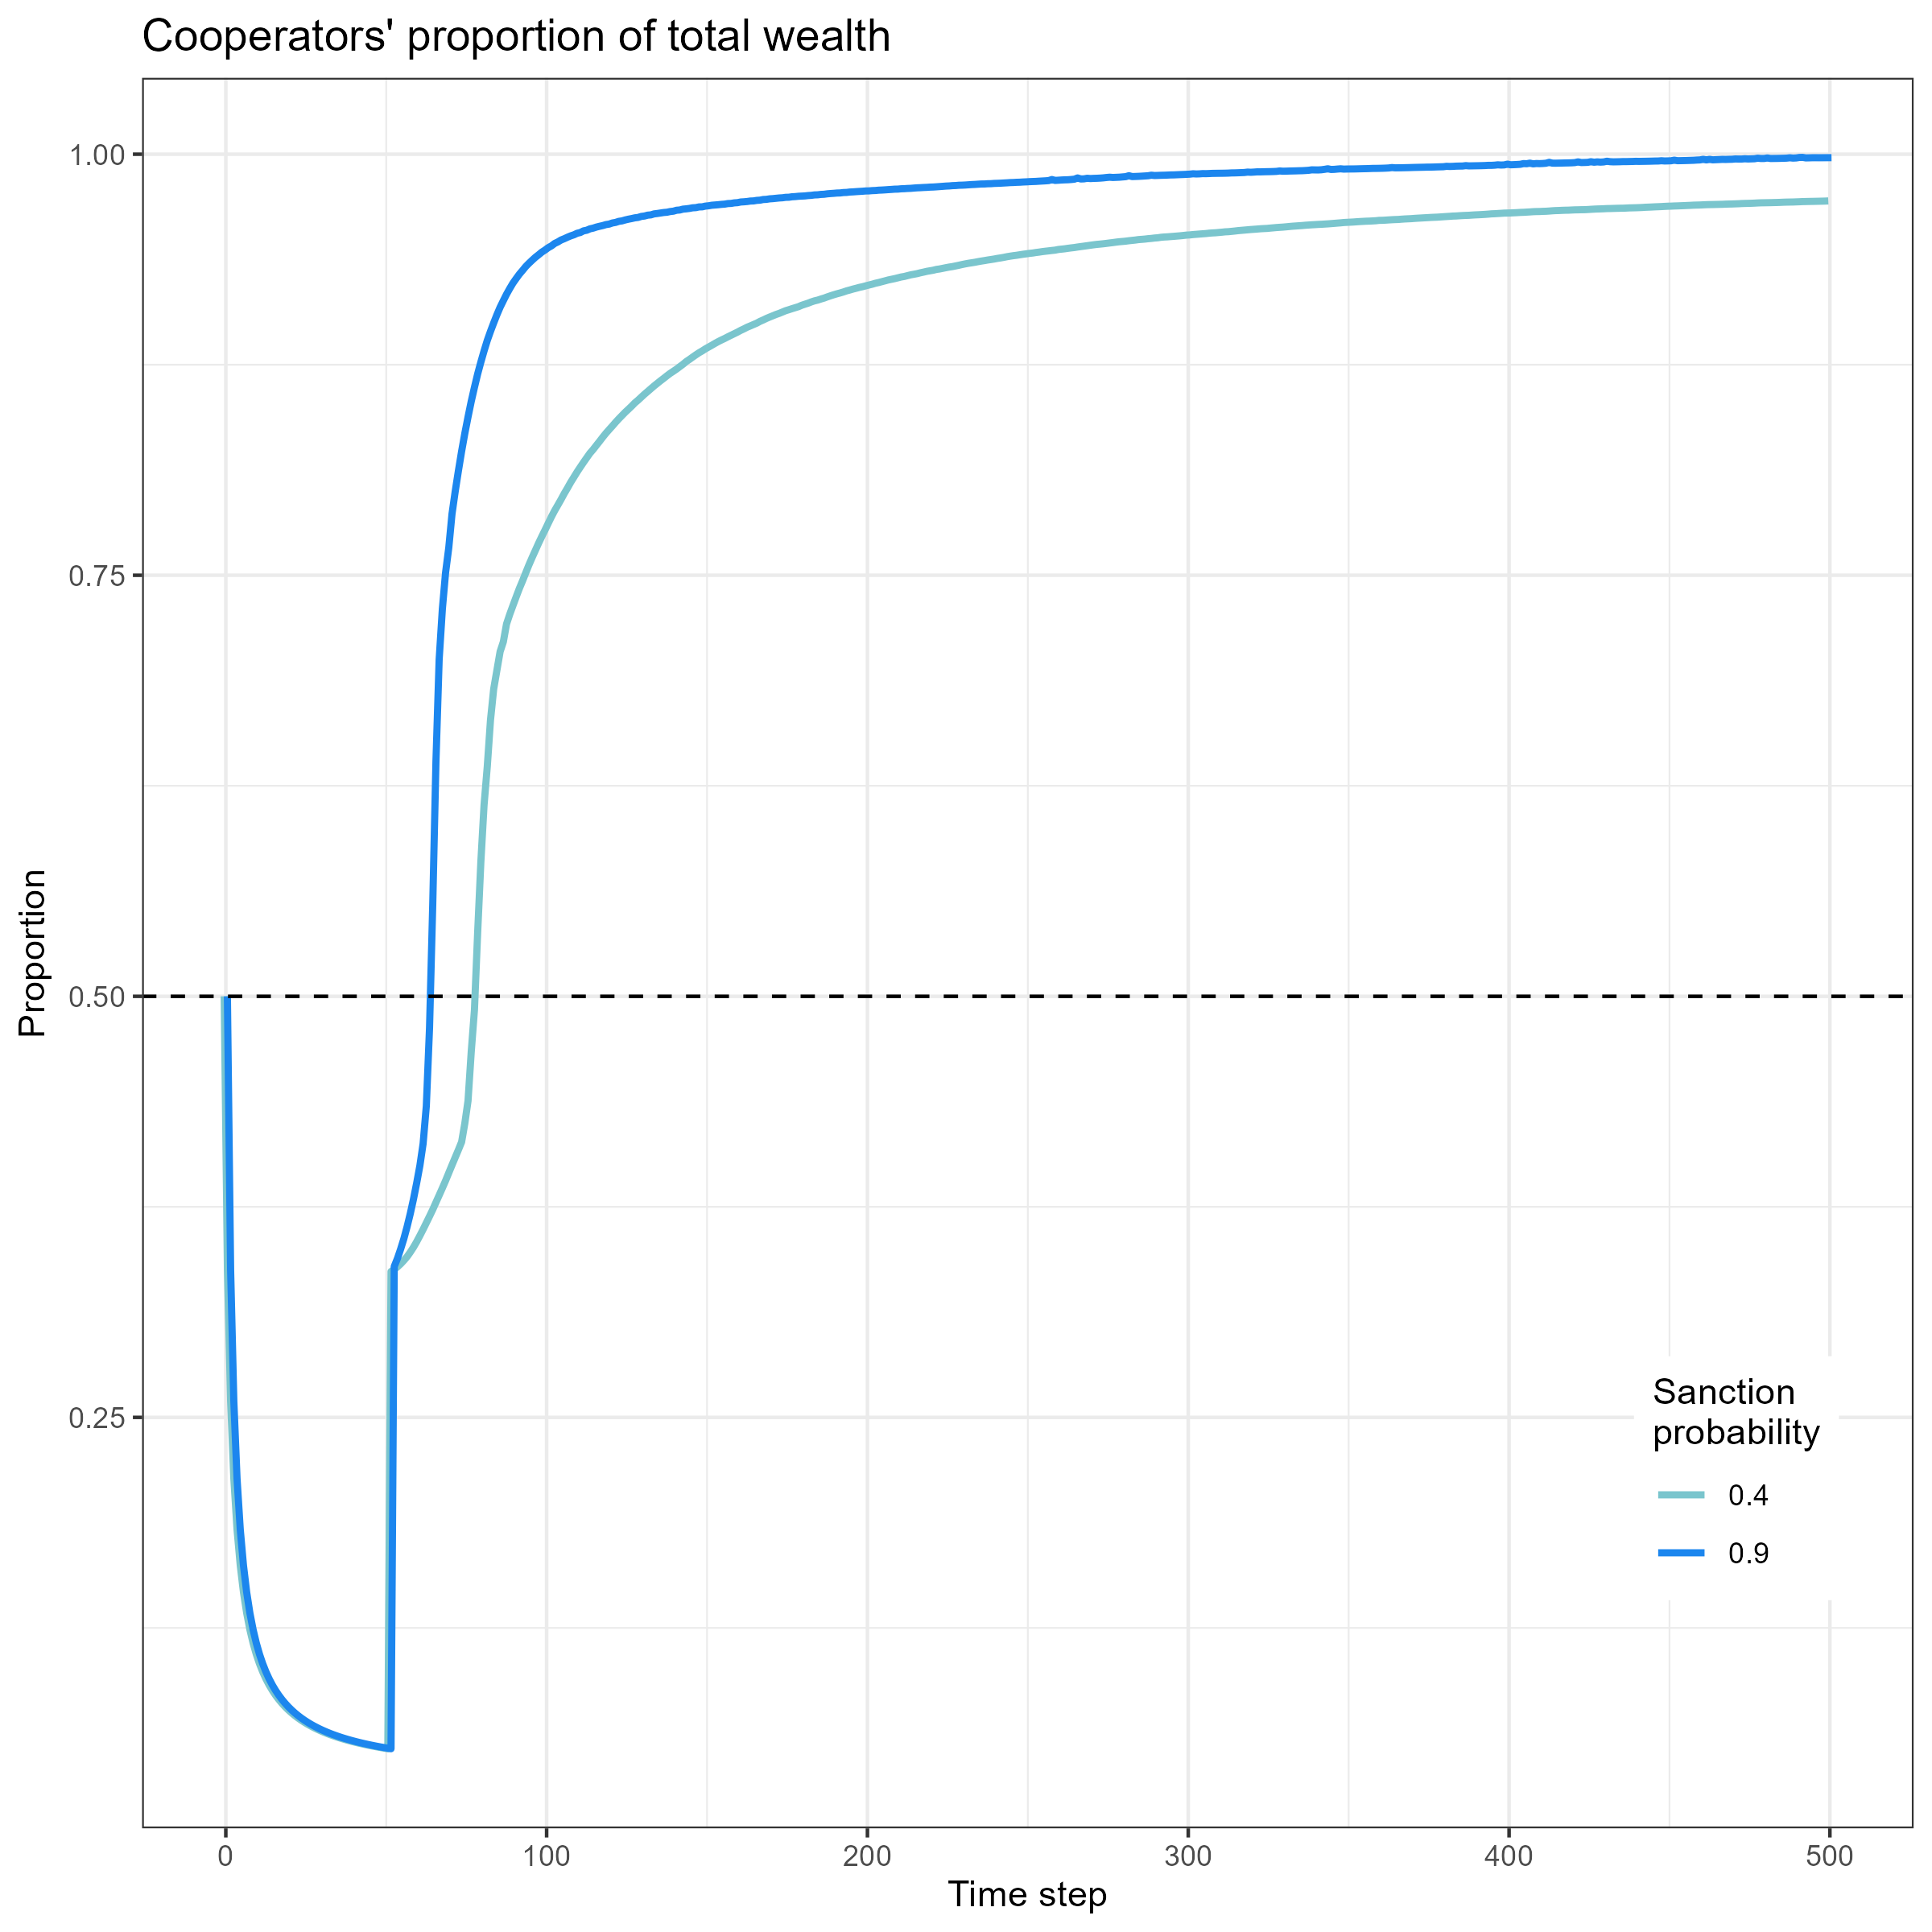 Cooperators' proportion of total wealth
1.00
0.75
0.50
0.25
Proportion
0
100
200
300
400
500
Time step
Sanction
probability
0.4
0.9